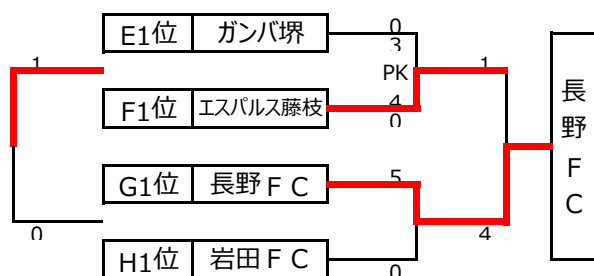 E1位 ガンバ堺 0
3
1 PK 1
F1位 エスパルス藤枝 4
0
長野FC
G1位 長野FC 5
0 4
H1位 岩田FC 0